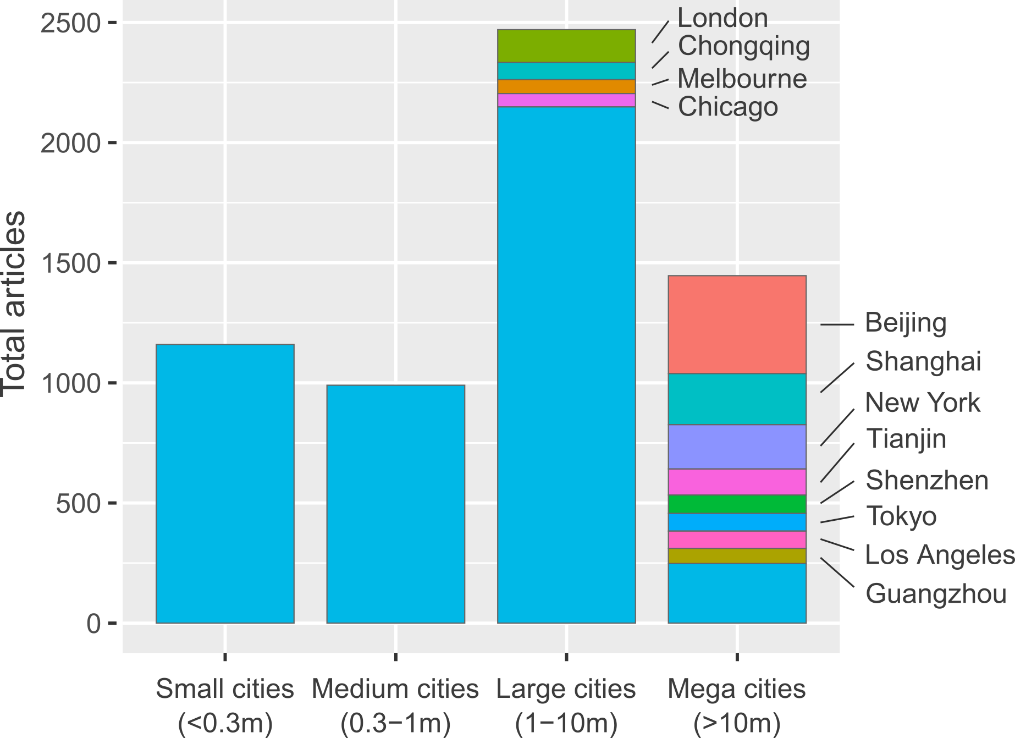 Total articles
2500
2000
1500
1000
500
0
London
Chongqing
Melbourne
Chicago
Beijing
Shanghai
New York
Tianjin
Shenzhen
Tokyo
Los Angeles
Guangzhou
Small cities
(<0.3m)
Medium cities
(0.3−1m)
Large cities
(1−10m)
Mega cities
(>10m)